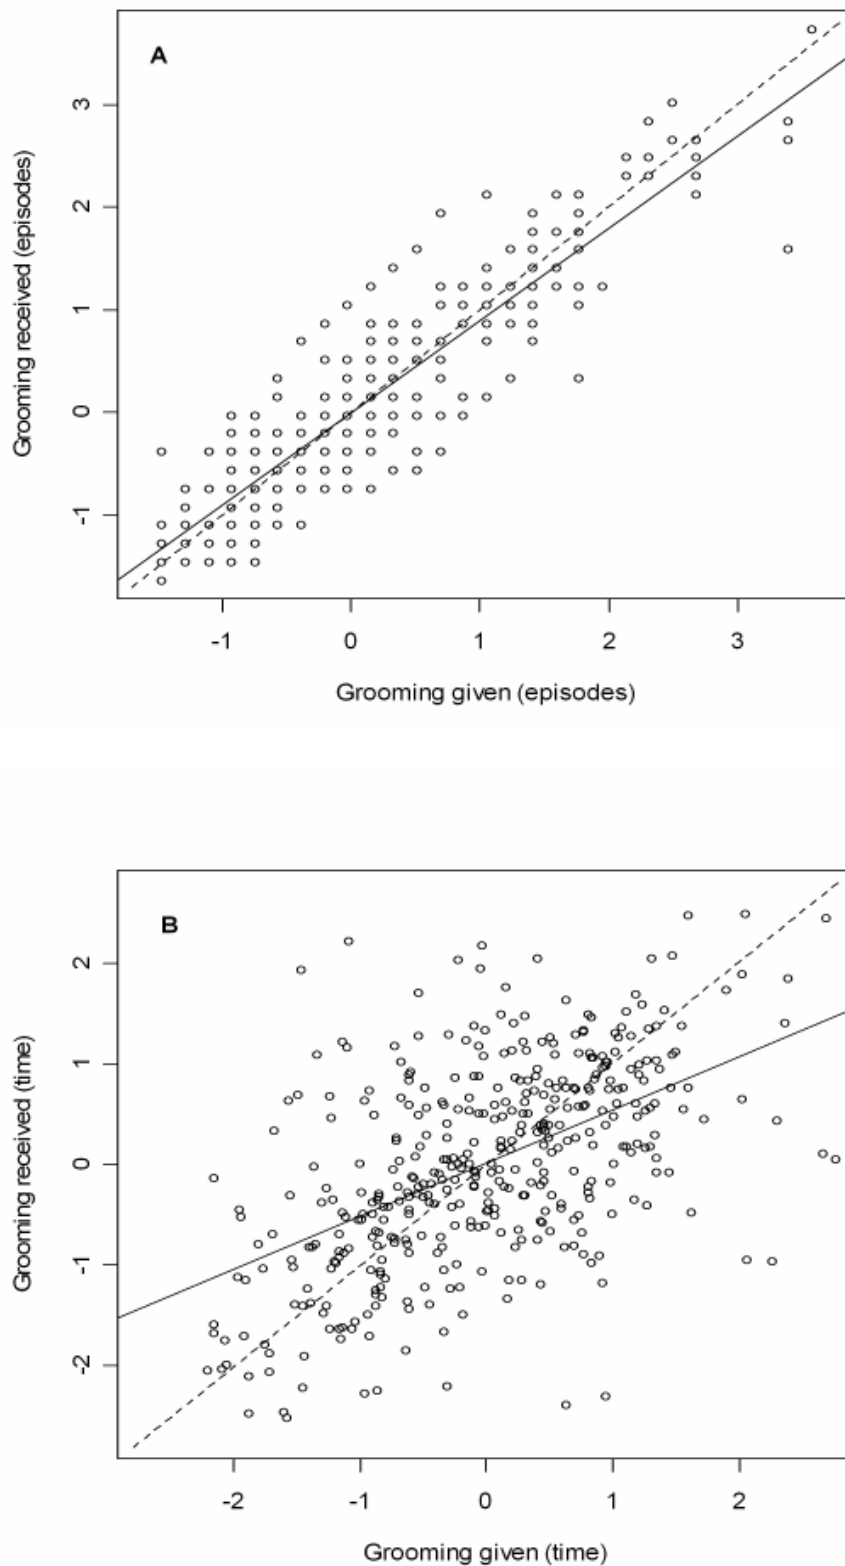 A
Grooming received (episodes)
3
2
1
0
-1
-1 0 1 2 3
Grooming given (episodes)
B
Grooming received (time)
2
1
0
-1
-2
-2 -1 0 1 2
Grooming given (time)